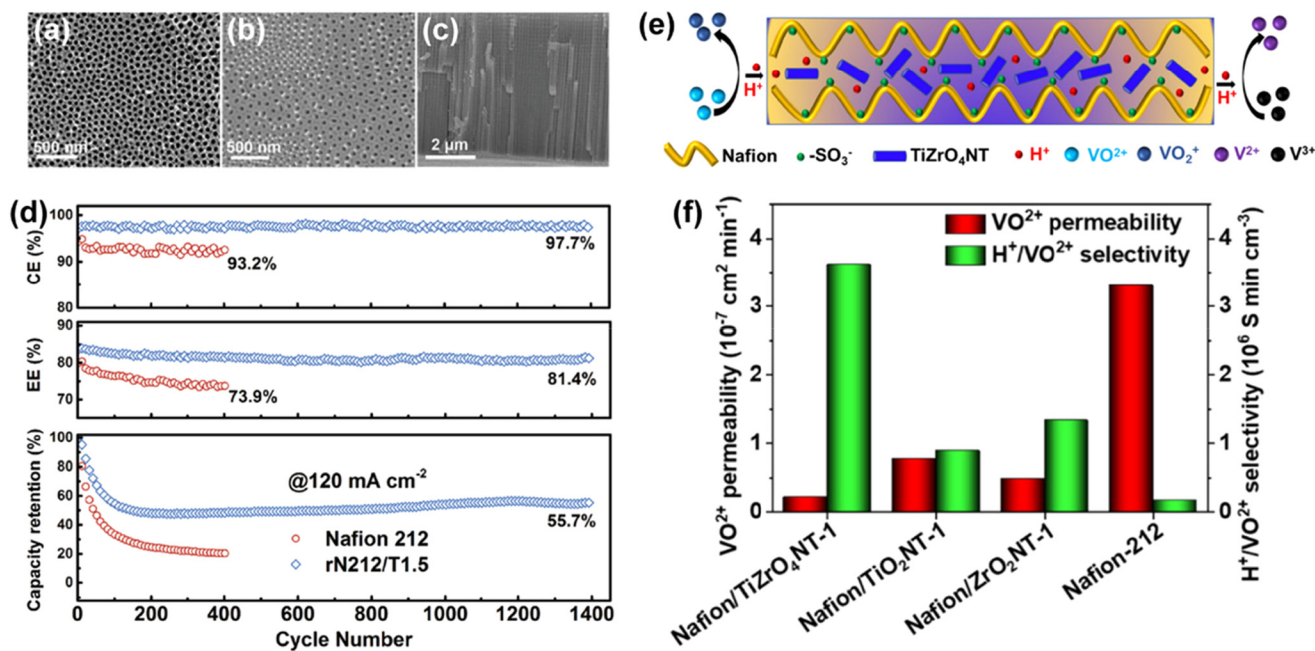 (a)
500 nm
(b)
500 nm
(c)
2 μm
(d)
CE (%)
100
90
80
97.7%
93.2%
EE (%)
90
80
70
81.4%
73.9%
Capacity retention (%)
100
80
60
40
20
0
@120 mA cm⁻²
55.7%
Nafion 212
rN212/T1.5
0 200 400 600 800 1000 1200 1400
Cycle Number
(e)
VO₂⁺
V²⁺
H⁺
H⁺
VO²⁺
V³⁺
Nafion -SO₃⁻ TiZrO₄NT H⁺ VO²⁺ VO₂⁺ V²⁺ V³⁺
(f)
VO²⁺ permeability
H⁺/VO²⁺ selectivity
VO²⁺ permeability (10⁻⁷ cm² min⁻¹)
4
3
2
1
0
H⁺/VO²⁺ selectivity (10⁶ S min cm⁻³)
4
3
2
1
0
Nafion/TiZrO₄NT-1
Nafion/TiO₂NT-1
Nafion/ZrO₂NT-1
Nafion-212